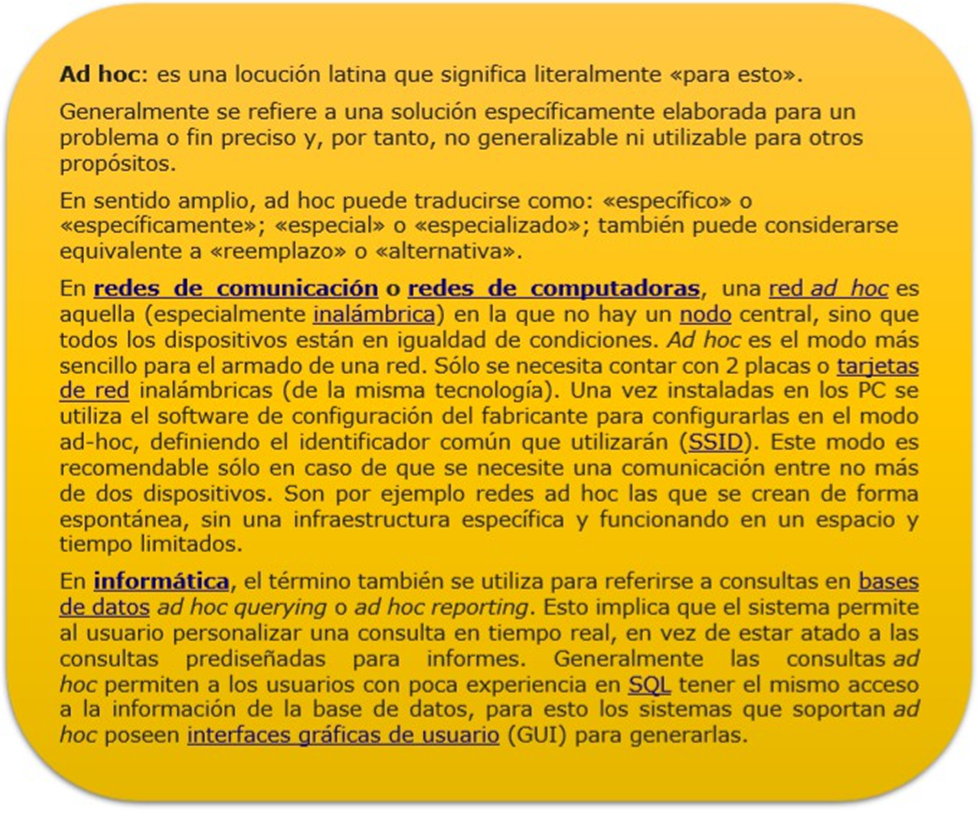 Ad hoc: es una locución latina que significa literalmente «para esto».
Generalmente se refiere a una solución específicamente elaborada para un
problema o fin preciso y, por tanto, no generalizable ni utilizable para otros
propósitos.
En sentido amplio, ad hoc puede traducirse como: «específico» o
«específicamente»; «especial» o «especializado»; también puede considerarse
equivalente a «reemplazo» o «alternativa».
En redes de comunicación o redes de computadoras, una red ad hoc es
aquella (especialmente inalámbrica) en la que no hay un nodo central, sino que
todos los dispositivos están en igualdad de condiciones. Ad hoc es el modo más
sencillo para el armado de una red. Sólo se necesita contar con 2 placas o tarjetas
de red inalámbricas (de la misma tecnología). Una vez instaladas en los PC se
utiliza el software de configuración del fabricante para configurarlas en el modo
ad-hoc, definiendo el identificador común que utilizarán (SSID). Este modo es
recomendable sólo en caso de que se necesite una comunicación entre no más
de dos dispositivos. Son por ejemplo redes ad hoc las que se crean de forma
espontánea, sin una infraestructura específica y funcionando en un espacio y
tiempo limitados.
En informática, el término también se utiliza para referirse a consultas en bases
de datos ad hoc querying o ad hoc reporting. Esto implica que el sistema permite
al usuario personalizar una consulta en tiempo real, en vez de estar atado a las
consultas prediseñadas para informes. Generalmente las consultas ad
hoc permiten a los usuarios con poca experiencia en SQL tener el mismo acceso
a la información de la base de datos, para esto los sistemas que soportan ad
hoc poseen interfaces gráficas de usuario (GUI) para generarlas.